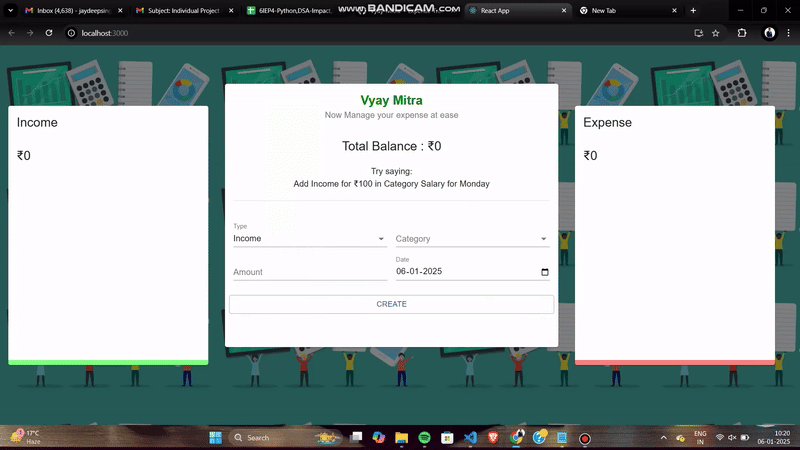 Inbox (4,638) - jaydeepsing
Subject: Individual Project
6IEP4-Python,DSA-Impact
WWW.BANDICAM.COM
React App
New Tab
localhost:3000
Income
₹0
Vyay Mitra
Now Manage your expense at ease
Total Balance : ₹0
Try saying:
Add Income for ₹100 in Category Salary for Monday
Type
Income
Category
Amount
Date
06-01-2025
CREATE
Expense
₹0
17°C
Haze
Search
ENG
IN
10:20
06-01-2025